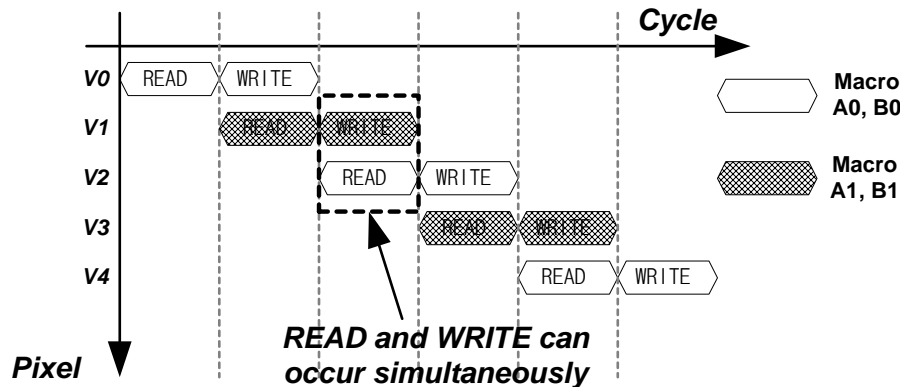 Cycle
V0 READ WRITE
Macro
A0, B0
V1 READ WRITE
V2 READ WRITE
Macro
A1, B1
V3 READ WRITE
V4 READ WRITE
READ and WRITE can
occur simultaneously
Pixel